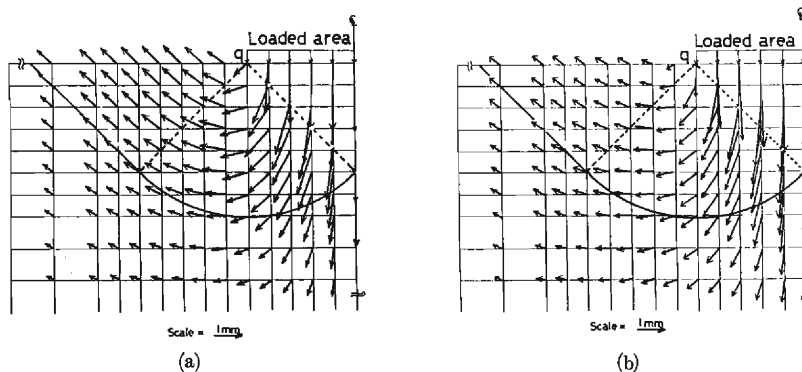 ℄
q Loaded area
Scale = 1mm
(a)
℄
q Loaded area
Scale = 1mm
(b)